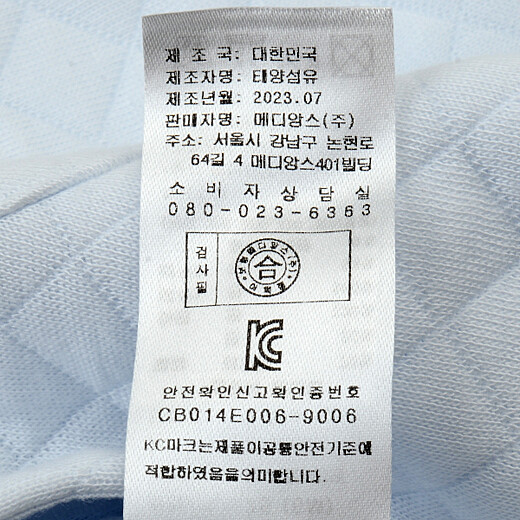 제 조 국: 대한민국
제조자명: 태양섬유
제조년월: 2023.07
판매자명: 메디앙스(주)
주소: 서울시 강남구 논현로
64길 4 메디앙스401빌딩
소 비 자 상 담 실
080-023-6363
검사필
合
KC
안전확인신고확인증번호
CB014E006-9006
KC마크는제품이공통안전기준에
적합하였음을의미합니다.